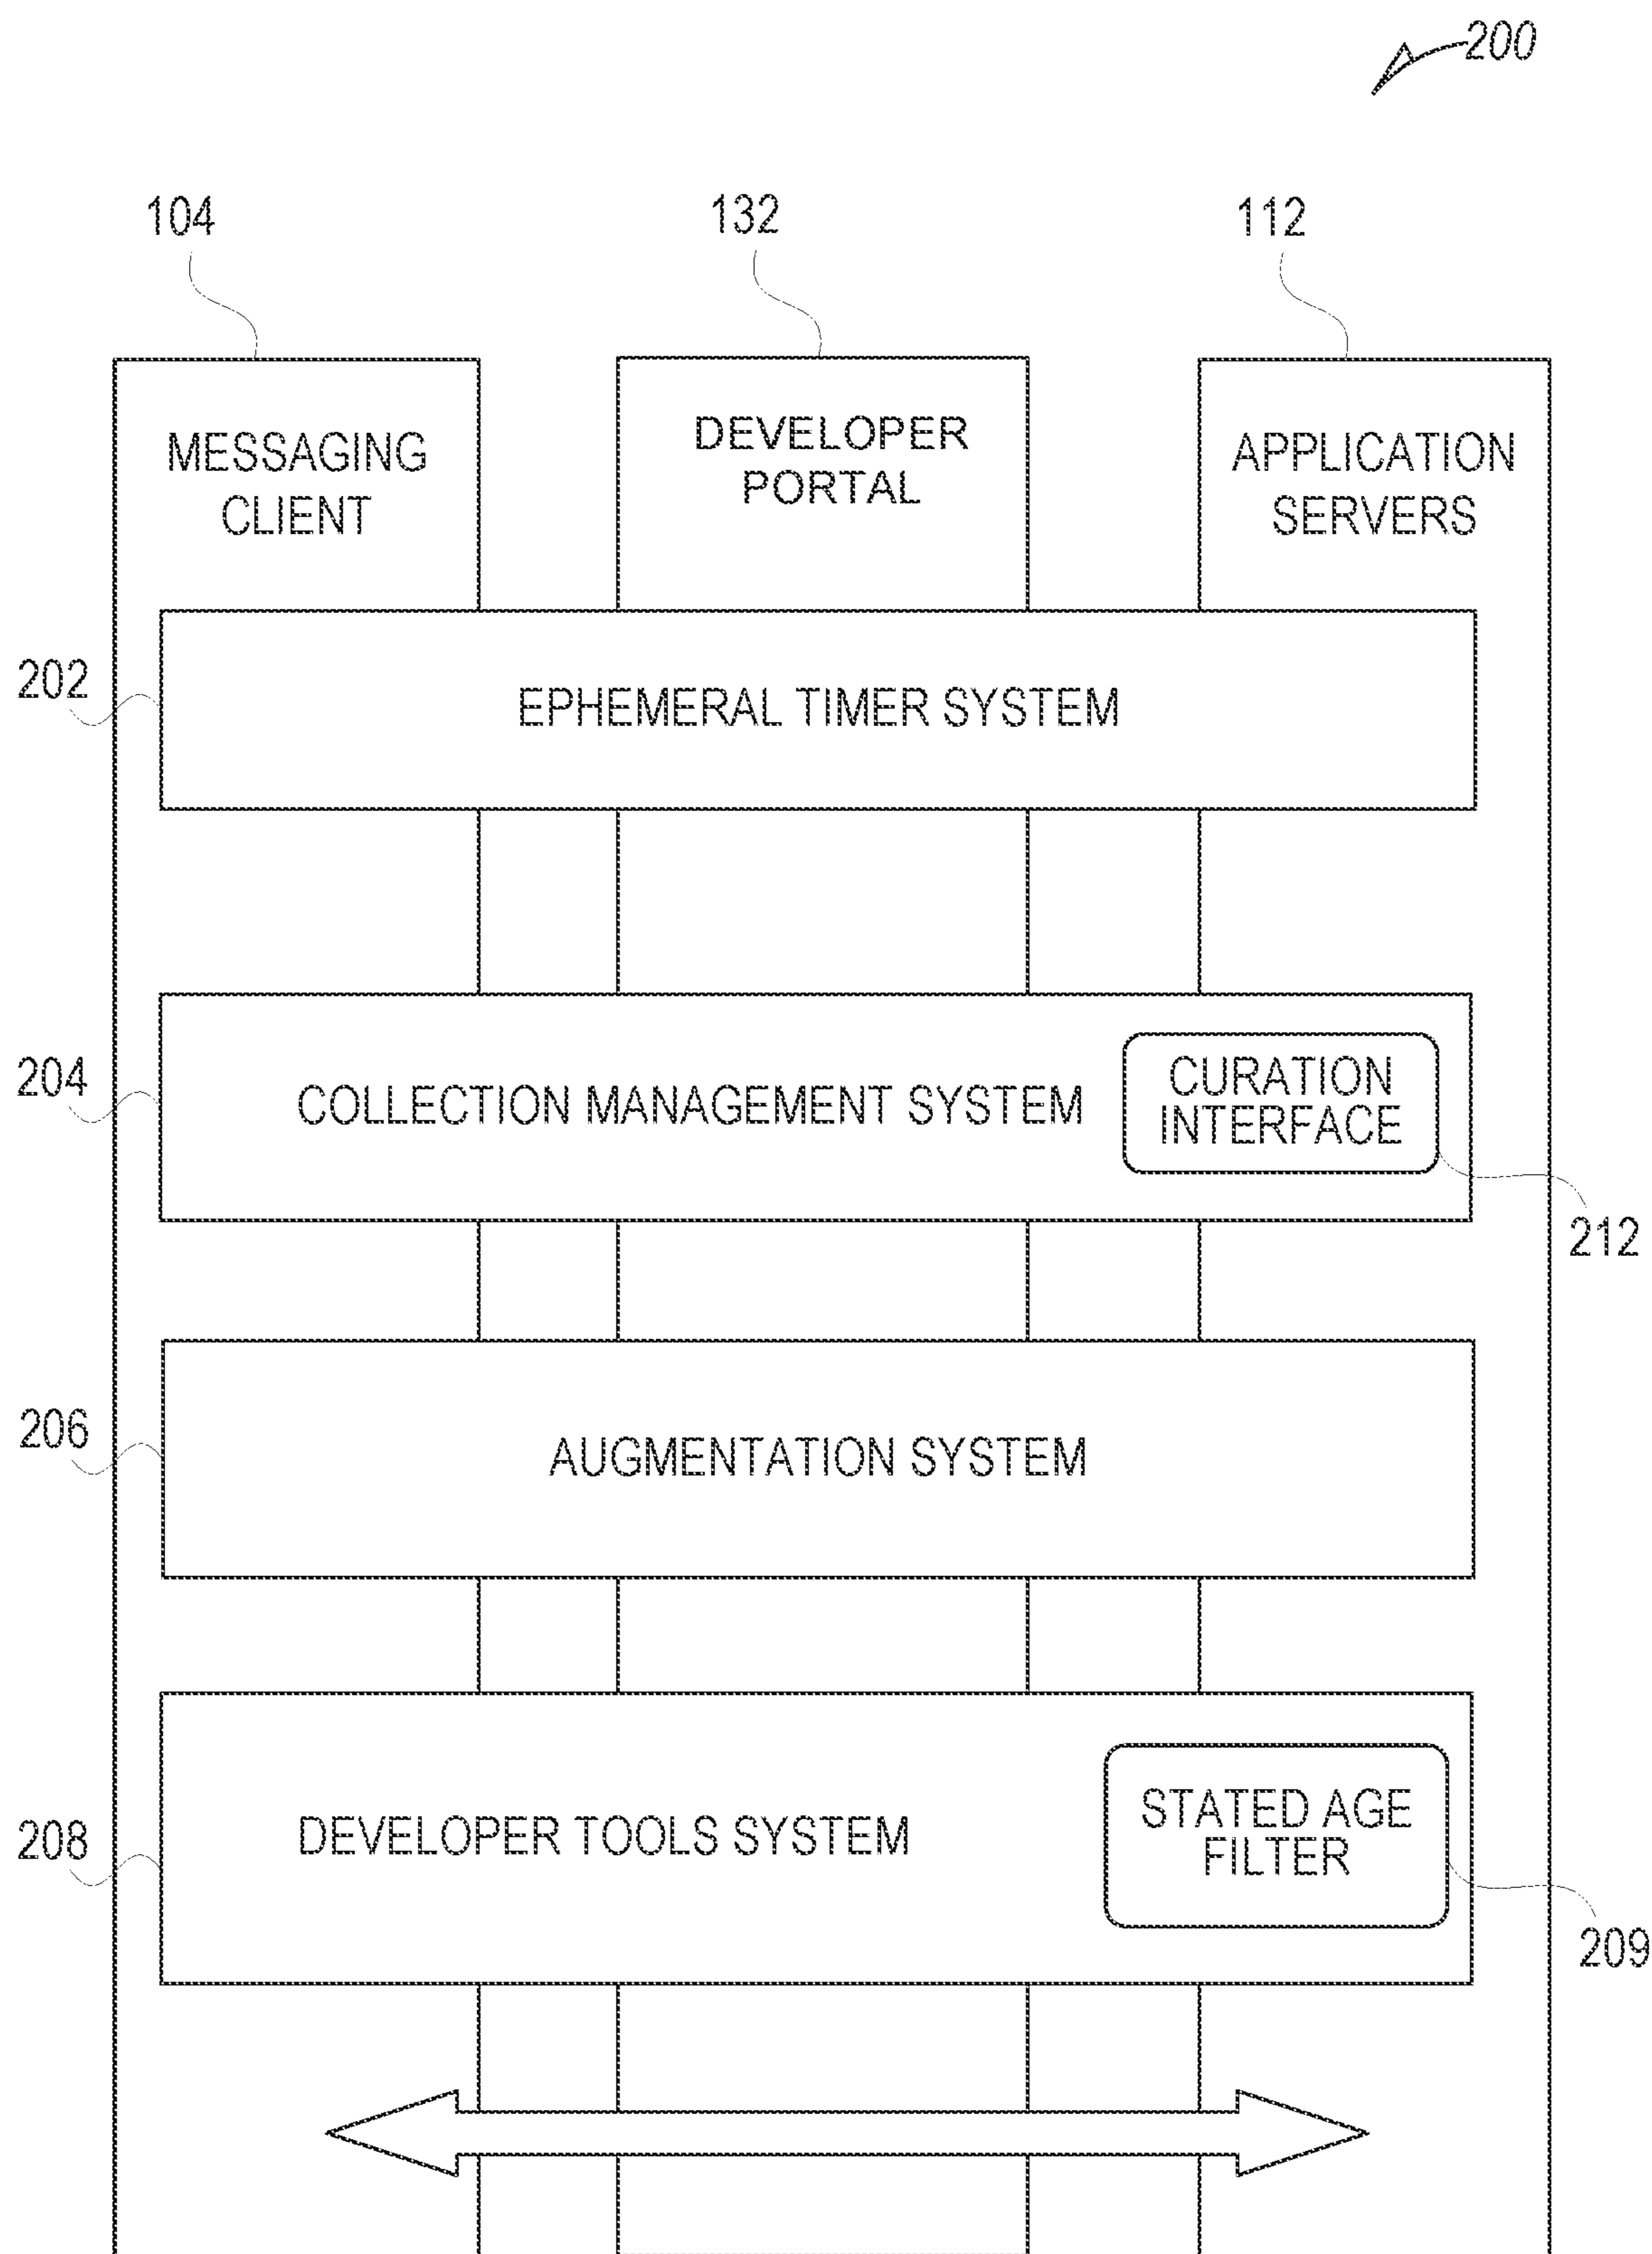 200
104
132
112
MESSAGING
CLIENT
DEVELOPER
PORTAL
APPLICATION
SERVERS
202
EPHEMERAL TIMER SYSTEM
204
COLLECTION MANAGEMENT SYSTEM
CURATION
INTERFACE
212
206
AUGMENTATION SYSTEM
208
DEVELOPER TOOLS SYSTEM
STATED AGE
FILTER
209